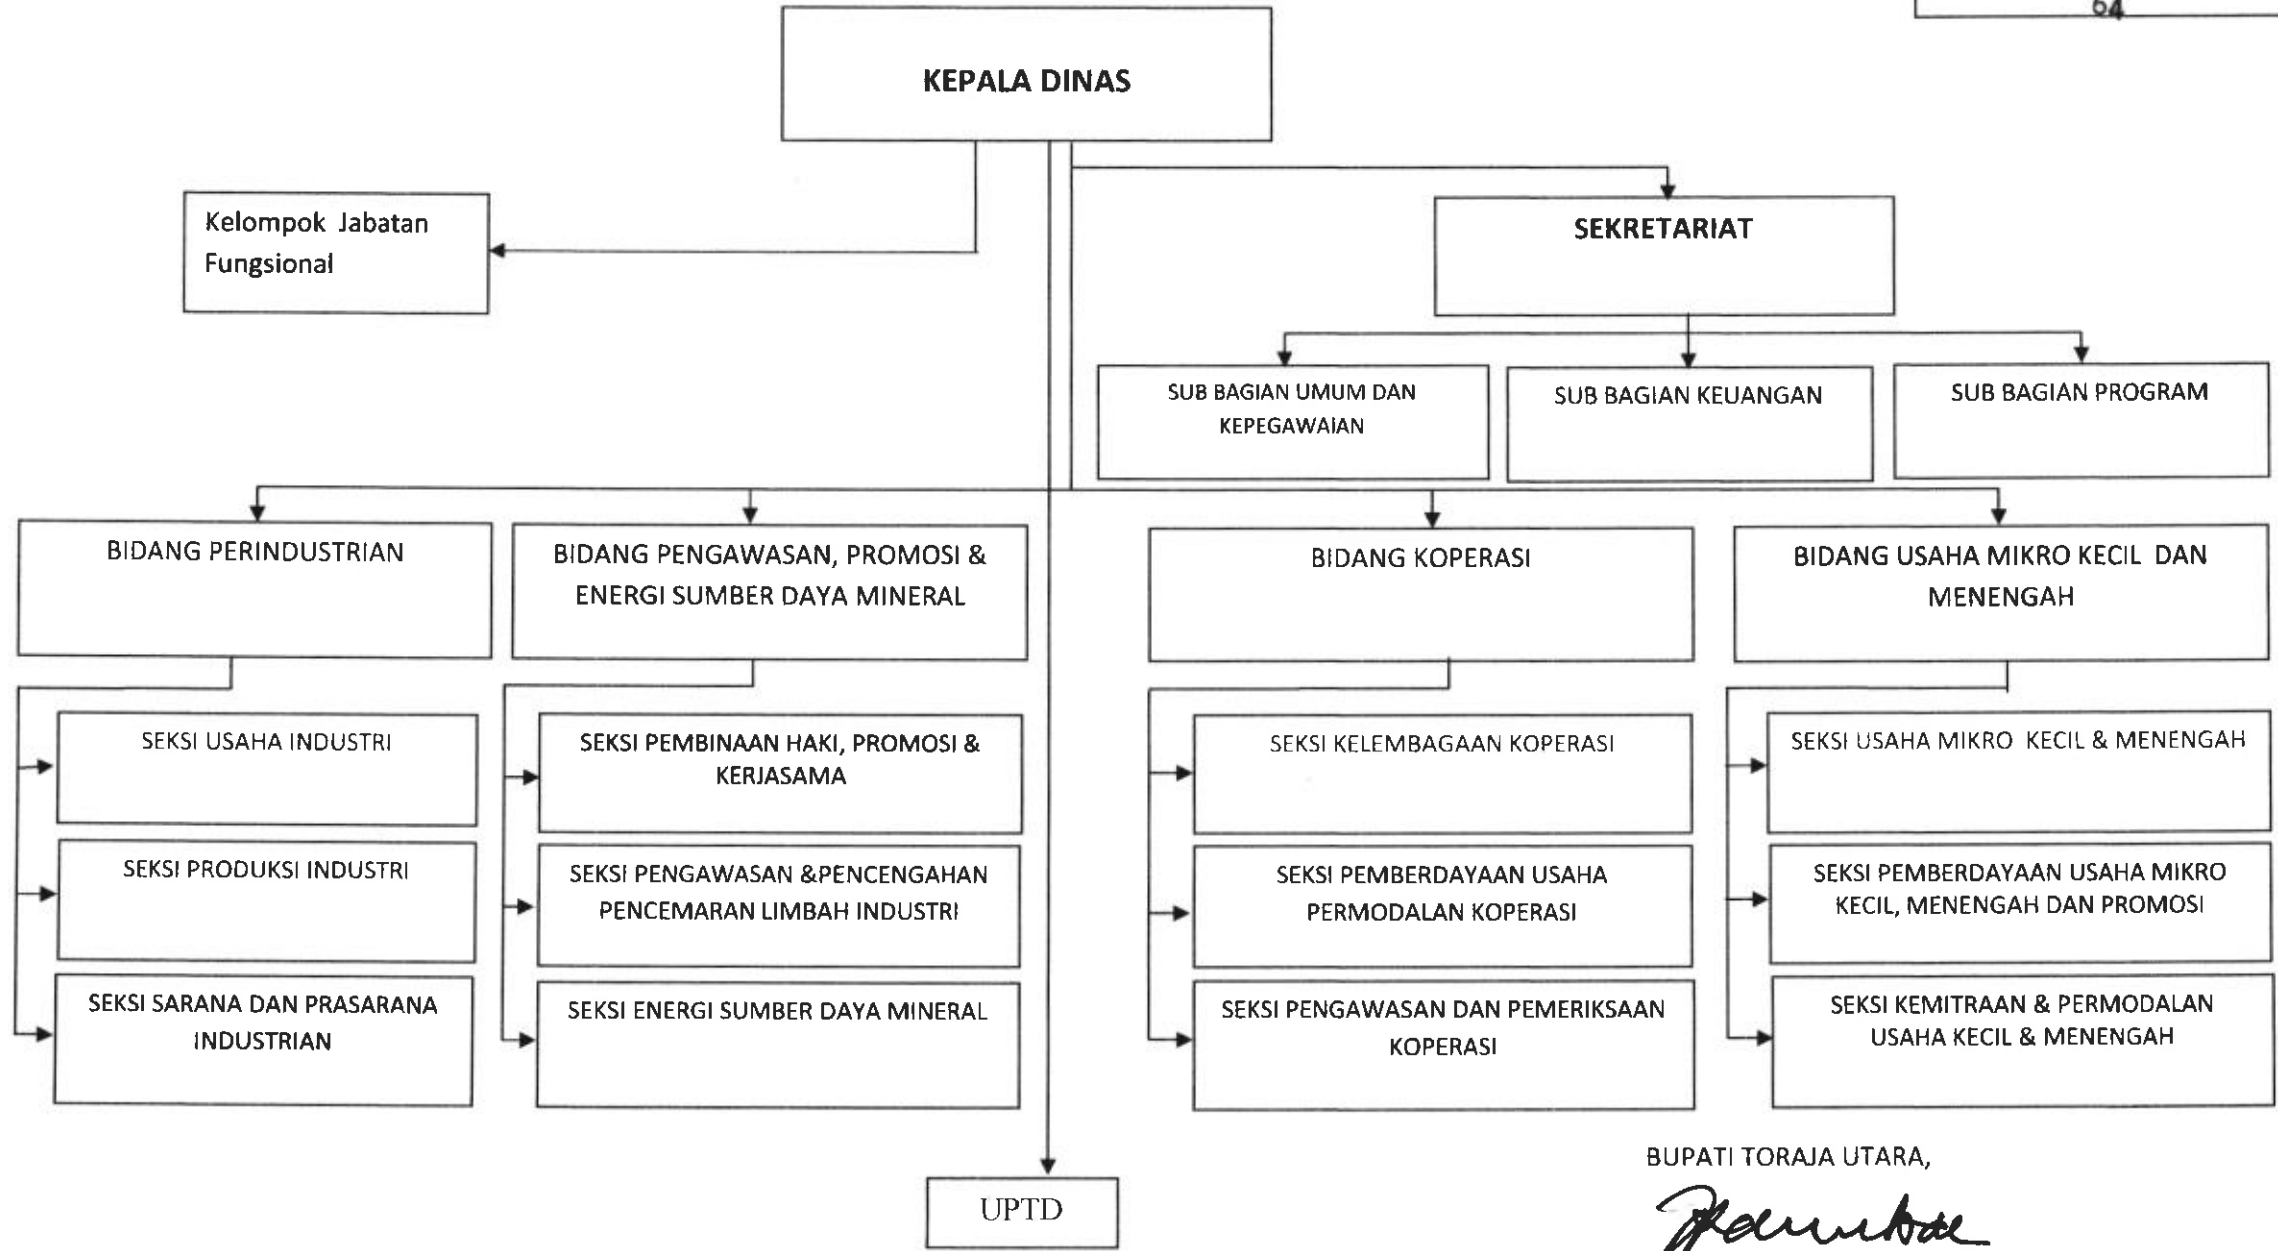 64
KEPALA DINAS
Kelompok Jabatan
Fungsional
SEKRETARIAT
SUB BAGIAN UMUM DAN
KEPEGAWAIAN
SUB BAGIAN KEUANGAN
SUB BAGIAN PROGRAM
BIDANG PERINDUSTRIAN
BIDANG PENGAWASAN, PROMOSI &
ENERGI SUMBER DAYA MINERAL
BIDANG KOPERASI
BIDANG USAHA MIKRO KECIL DAN
MENENGAH
SEKSI USAHA INDUSTRI
SEKSI PEMBINAAN HAKI, PROMOSI &
KERJASAMA
SEKSI KELEMBAGAAN KOPERASI
SEKSI USAHA MIKRO KECIL & MENENGAH
SEKSI PRODUKSI INDUSTRI
SEKSI PENGAWASAN &PENCENGAHAN
PENCEMARAN LIMBAH INDUSTRI
SEKSI PEMBERDAYAAN USAHA
PERMODALAN KOPERASI
SEKSI PEMBERDAYAAN USAHA MIKRO
KECIL, MENENGAH DAN PROMOSI
SEKSI SARANA DAN PRASARANA
INDUSTRIAN
SEKSI ENERGI SUMBER DAYA MINERAL
SEKSI PENGAWASAN DAN PEMERIKSAAN
KOPERASI
SEKSI KEMITRAAN & PERMODALAN
USAHA KECIL & MENENGAH
BUPATI TORAJA UTARA,
UPTD